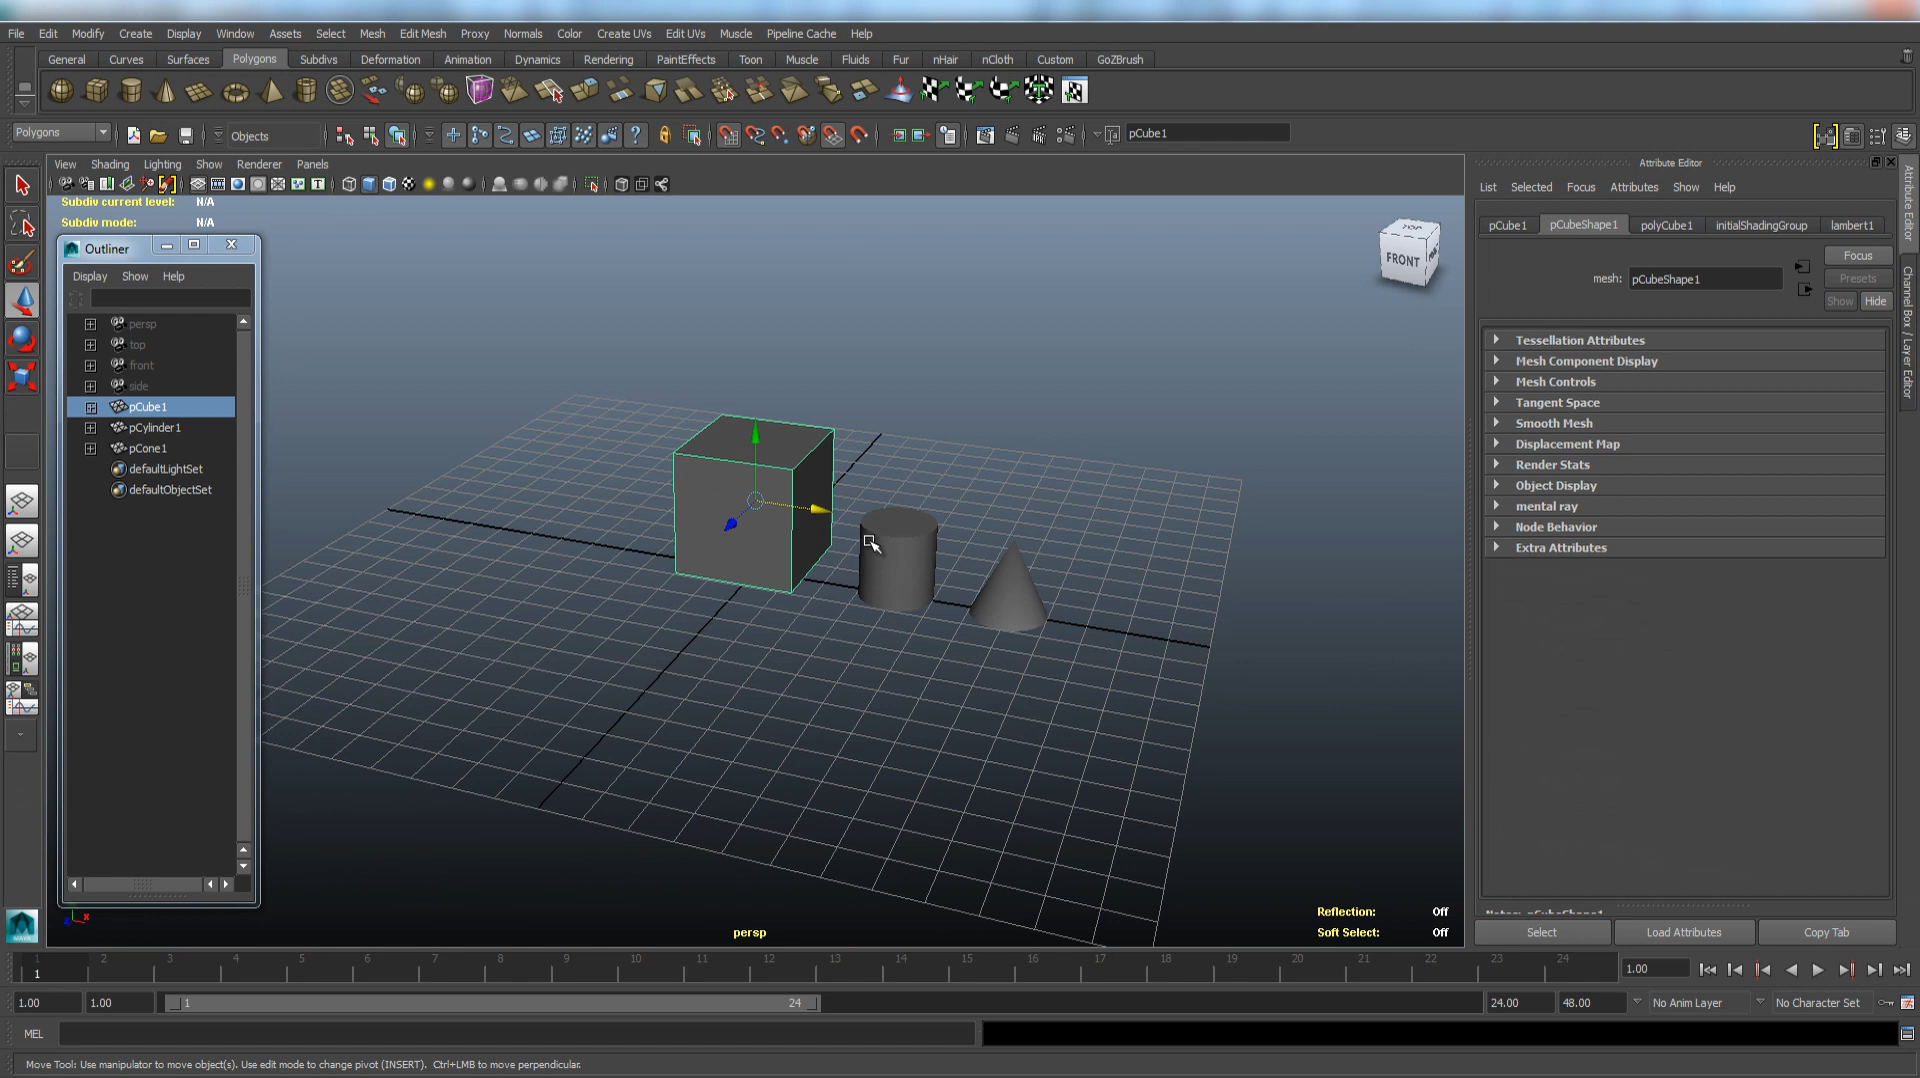 File Edit Modify Create Display Window Assets Select Mesh Edit Mesh Proxy Normals Color Create UVs Edit UVs Muscle Pipeline Cache Help
General Curves Surfaces Polygons Subdivs Deformation Animation Dynamics Rendering PaintEffects Toon Muscle Fluids Fur nHair nCloth Custom GoZBrush
Polygons Objects pCube1
View Shading Lighting Show Renderer Panels
Subdiv current level: N/A
Subdiv mode: N/A
Outliner
Display Show Help
persp
top
front
side
pCube1
pCylinder1
pCone1
defaultLightSet
defaultObjectSet
TOP
FRONT
persp
Reflection: Off
Soft Select: Off
Attribute Editor
List Selected Focus Attributes Show Help
pCube1 pCubeShape1 polyCube1 initialShadingGroup lambert1
Focus
mesh: pCubeShape1 Presets
Show Hide
Tessellation Attributes
Mesh Component Display
Mesh Controls
Tangent Space
Smooth Mesh
Displacement Map
Render Stats
Object Display
mental ray
Node Behavior
Extra Attributes
Notes: pCubeShape1
Select Load Attributes Copy Tab
Attribute Editor
Channel Box / Layer Editor
1 2 3 4 5 6 7 8 9 10 11 12 13 14 15 16 17 18 19 20 21 22 23 24
1 1.00
1.00 1.00 1 24 24.00 48.00 No Anim Layer No Character Set
MEL
Move Tool: Use manipulator to move object(s). Use edit mode to change pivot (INSERT). Ctrl+LMB to move perpendicular.